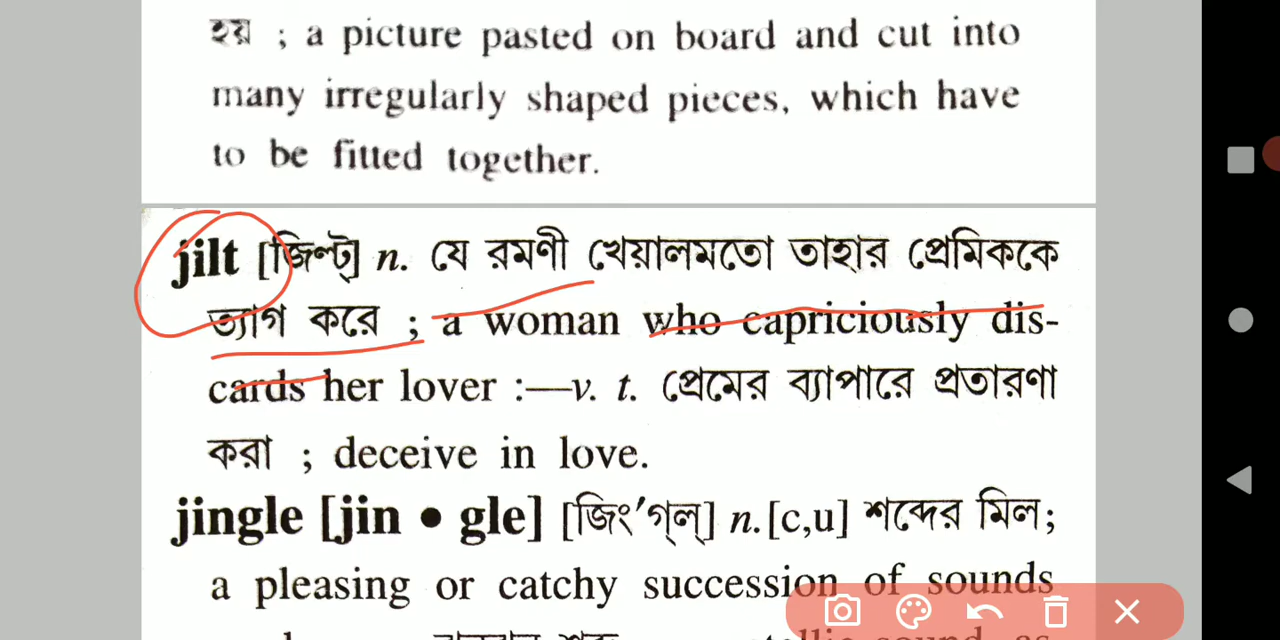 হয় ; a picture pasted on board and cut into
many irregularly shaped pieces, which have
to be fitted together.
jilt [জিল্ট্] n. যে রমণী খেয়ালমতো তাহার প্রেমিককে
ত্যাগ করে ; a woman who capriciously dis-
cards her lover :—v. t. প্রেমের ব্যাপারে প্রতারণা
করা ; deceive in love.
jingle [jin • gle] [জিং'গ্ল্] n. [c,u] শব্দের মিল;
a pleasing or catchy succession of sounds